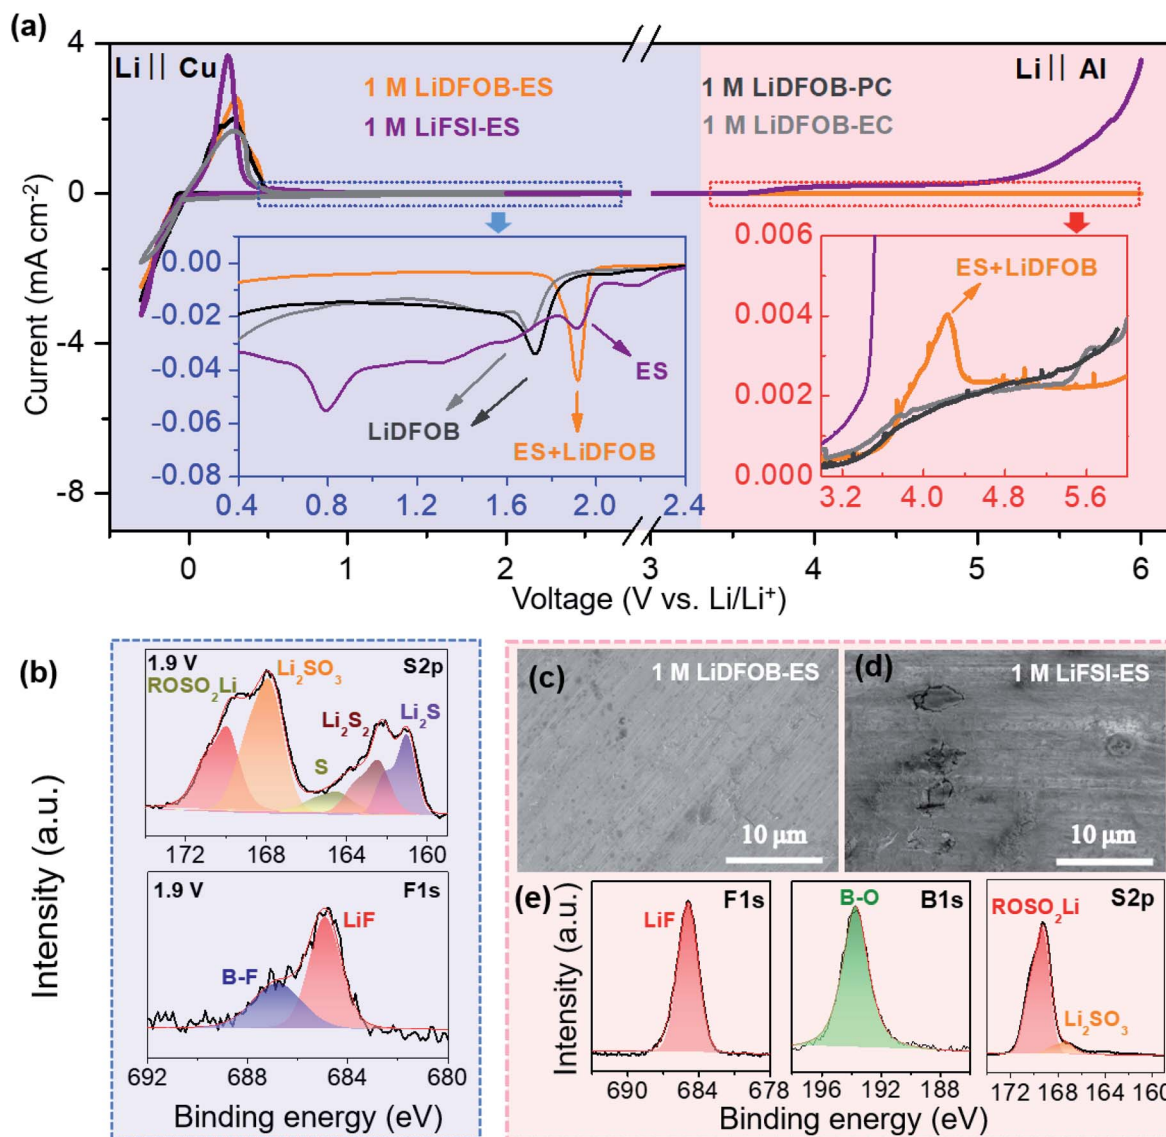 (a)
Li || Cu
Li || Al
1 M LiDFOB-ES
1 M LiFSI-ES
1 M LiDFOB-PC
1 M LiDFOB-EC
Current (mA cm⁻²)
4
0
−4
−8
0.00
−0.02
−0.04
−0.06
−0.08
0.4 0.8 1.2 1.6 2.0 2.4
ES
LiDFOB
ES+LiDFOB
0.006
0.004
0.002
0.000
3.2 4.0 4.8 5.6
ES+LiDFOB
0 1 2 3 4 5 6
Voltage (V vs. Li/Li⁺)
(b)
1.9 V
S2p
ROSO₂Li
Li₂SO₃
S
Li₂S₂
Li₂S
172 168 164 160
1.9 V
F1s
B-F
LiF
692 688 684 680
Intensity (a.u.)
Binding energy (eV)
(c)
1 M LiDFOB-ES
10 μm
(d)
1 M LiFSI-ES
10 μm
(e)
F1s
LiF
690 684 678
B-O
B1s
196 192 186
ROSO₂Li
S2p
Li₂SO₃
172 168 164 160
Intensity (a.u.)
Binding energy (eV)